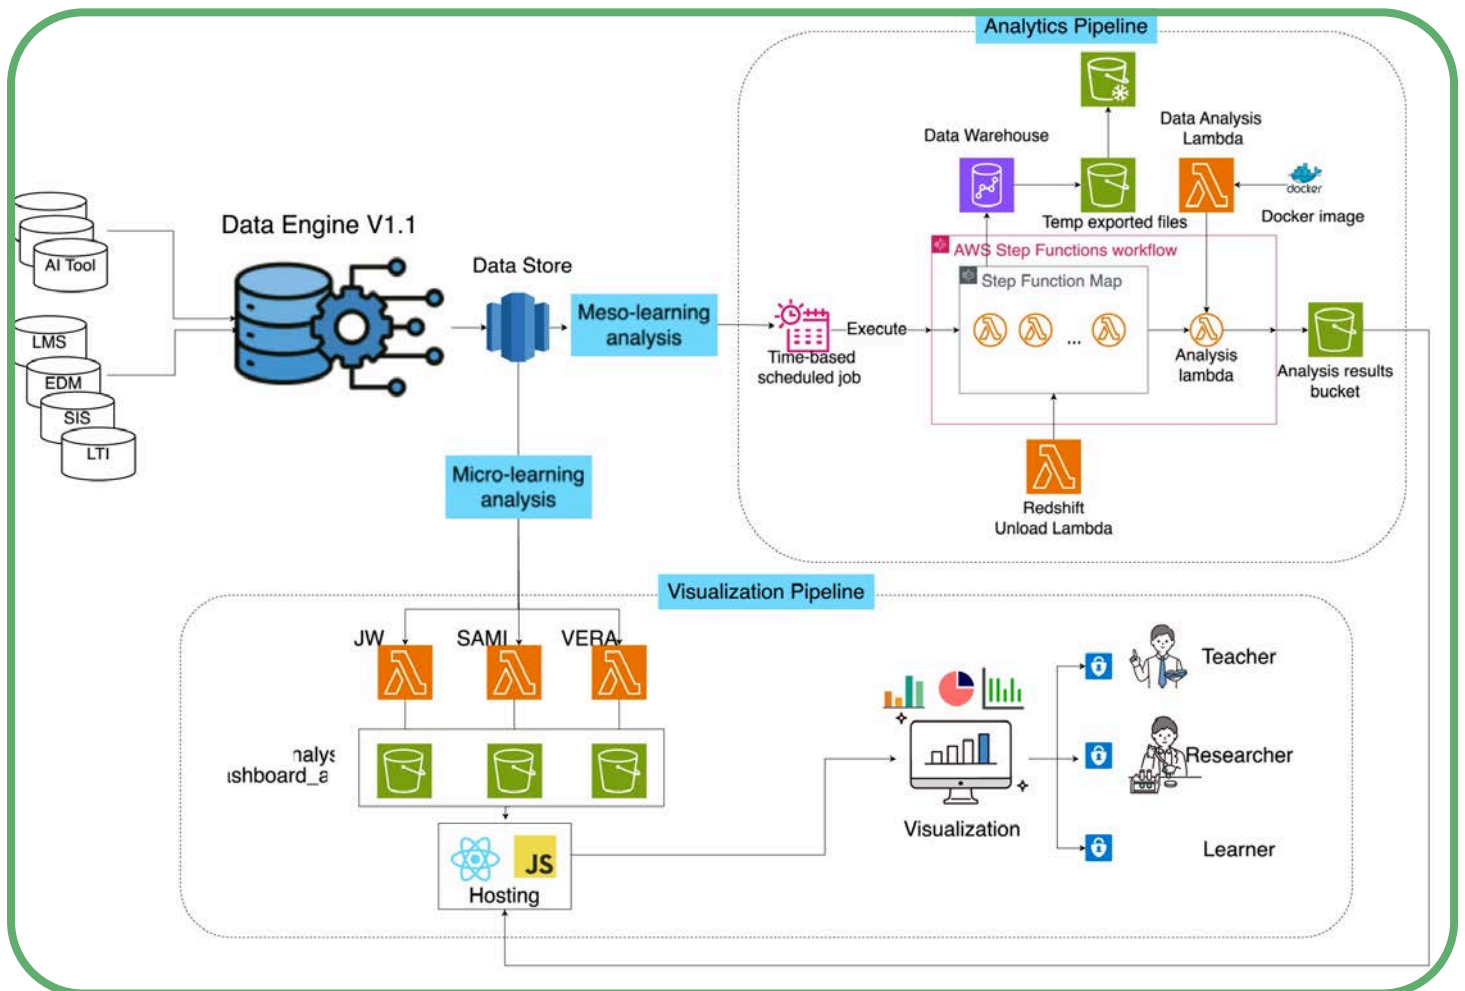 Analytics Pipeline
Data Warehouse
Data Analysis
Lambda
docker
Docker image
Temp exported files
AWS Step Functions workflow
Step Function Map
...
Analysis
lambda
Analysis results
bucket
Redshift
Unload Lambda
Execute
Time-based
scheduled job
Meso-learning
analysis
Data Store
Data Engine V1.1
AI Tool
LMS
EDM
SIS
LTI
Micro-learning
analysis
Visualization Pipeline
JW
SAMI
VERA
nalys
shboard_a
JS
Hosting
Visualization
Teacher
Researcher
Learner